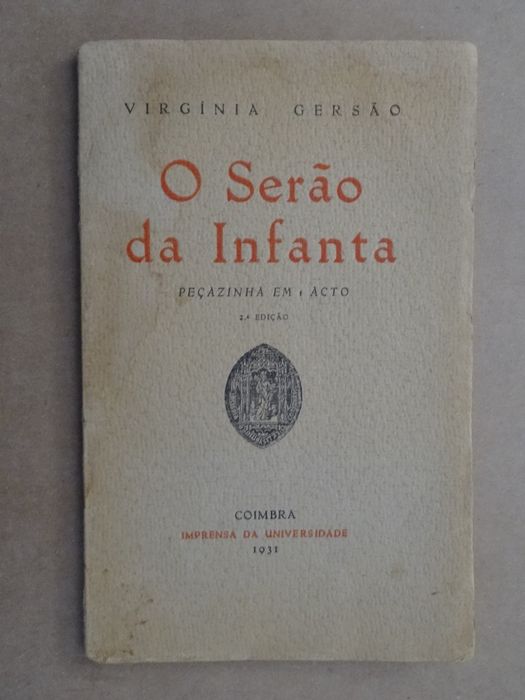 VIRGÍNIA GERSÃO
O Serão
da Infanta
PEÇAZINHA EM 1 ACTO
2.ª EDIÇÃO
COIMBRA
IMPRENSA DA UNIVERSIDADE
1931